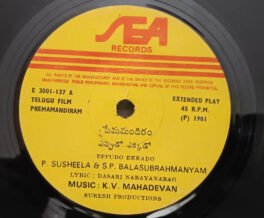 SEA
RECORDS
ALL RIGHTS OF THE MANUFACTURER AND OF THE OWNER OF THE RECORDED WORK RESERVED
UNAUTHORISED PUBLIC PERFORMANCE BROADCASTING AND COPYING OF THIS RECORD PROHIBITED
E 3001-137 A
TELUGU FILM
PREMAMANDIRAM
EXTENDED PLAY
45 R.P.M.
(P) 1981
ప్రేమమందిరం
ఎప్పుడో ఎక్కడో
EPPUDO EKKADO
P. SUSHEELA & S P. BALASUBRAHMANYAM
LYRIC : DASARI NARAYANARAO
MUSIC : K.V. MAHADEVAN
SURESH PRODUCTIONS